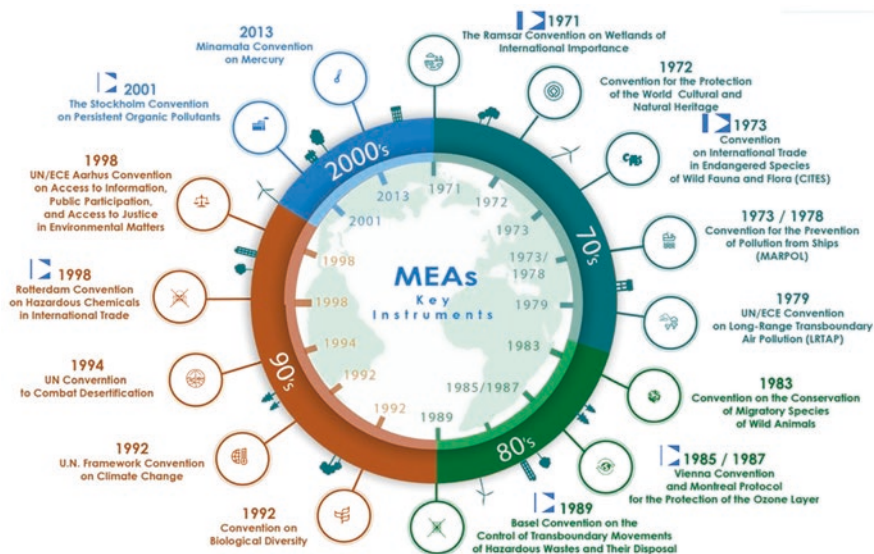 1971
The Ramsar Convention on Wetlands of
International Importance
1972
Convention for the Protection
of the World Cultural and
Natural Heritage
1973
Convention
on International Trade
in Endangered Species
of Wild Fauna and Flora (CITES)
1973 / 1978
Convention for the Prevention
of Pollution from Ships
(MARPOL)
1979
UN/ECE Convention
on Long-Range Transboundary
Air Pollution (LRTAP)
1983
Convention on the Conservation
of Migratory Species
of Wild Animals
1985 / 1987
Vienna Convention
and Montreal Protocol
for the Protection of the Ozone Layer
1989
Basel Convention on the
Control of Transboundary Movements
of Hazardous Wastes and Their Disposal
1992
Convention on
Biological Diversity
1992
U.N. Framework Convention
on Climate Change
1994
UN Convention
to Combat Desertification
1998
Rotterdam Convention
on Hazardous Chemicals
in International Trade
1998
UN/ECE Aarhus Convention
on Access to Information,
Public Participation,
and Access to Justice
in Environmental Matters
2001
The Stockholm Convention
on Persistent Organic Pollutants
2013
Minamata Convention
on Mercury
70's
80's
90's
2000's
1971
1972
1973
1973/
1978
1979
1983
1985/1987
1989
1992
1992
1994
1998
1998
2001
2013
MEAs
Key
Instruments